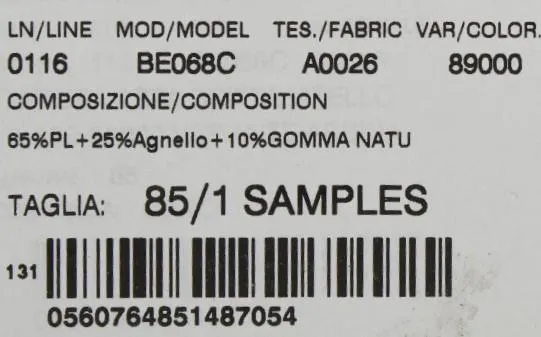 LN/LINE MOD/MODEL TES./FABRIC VAR/COLOR.
0116 BE068C A0026 89000
COMPOSIZIONE/COMPOSITION
65%PL+25%Agnello+10%GOMMA NATU
TAGLIA: 85/1 SAMPLES
131
0560764851487054